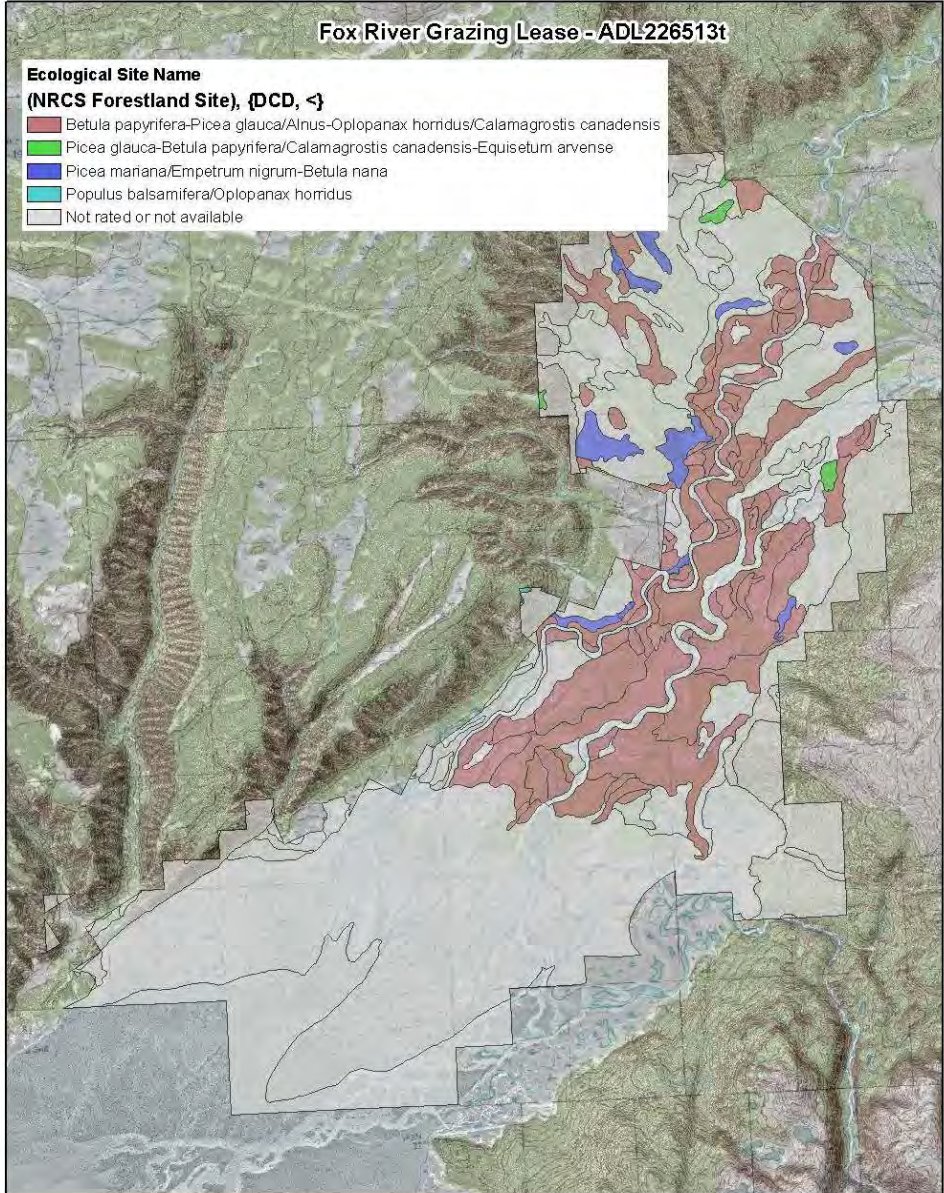 Fox River Grazing Lease - ADL226513t
Ecological Site Name
(NRCS Forestland Site), {DCD, <}
Betula papyrifera-Picea glauca/Alnus-Oplopanax horridus/Calamagrostis canadensis
Picea glauca-Betula papyrifera/Calamagrostis canadensis-Equisetum arvense
Picea mariana/Empetrum nigrum-Betula nana
Populus balsamifera/Oplopanax horridus
Not rated or not available